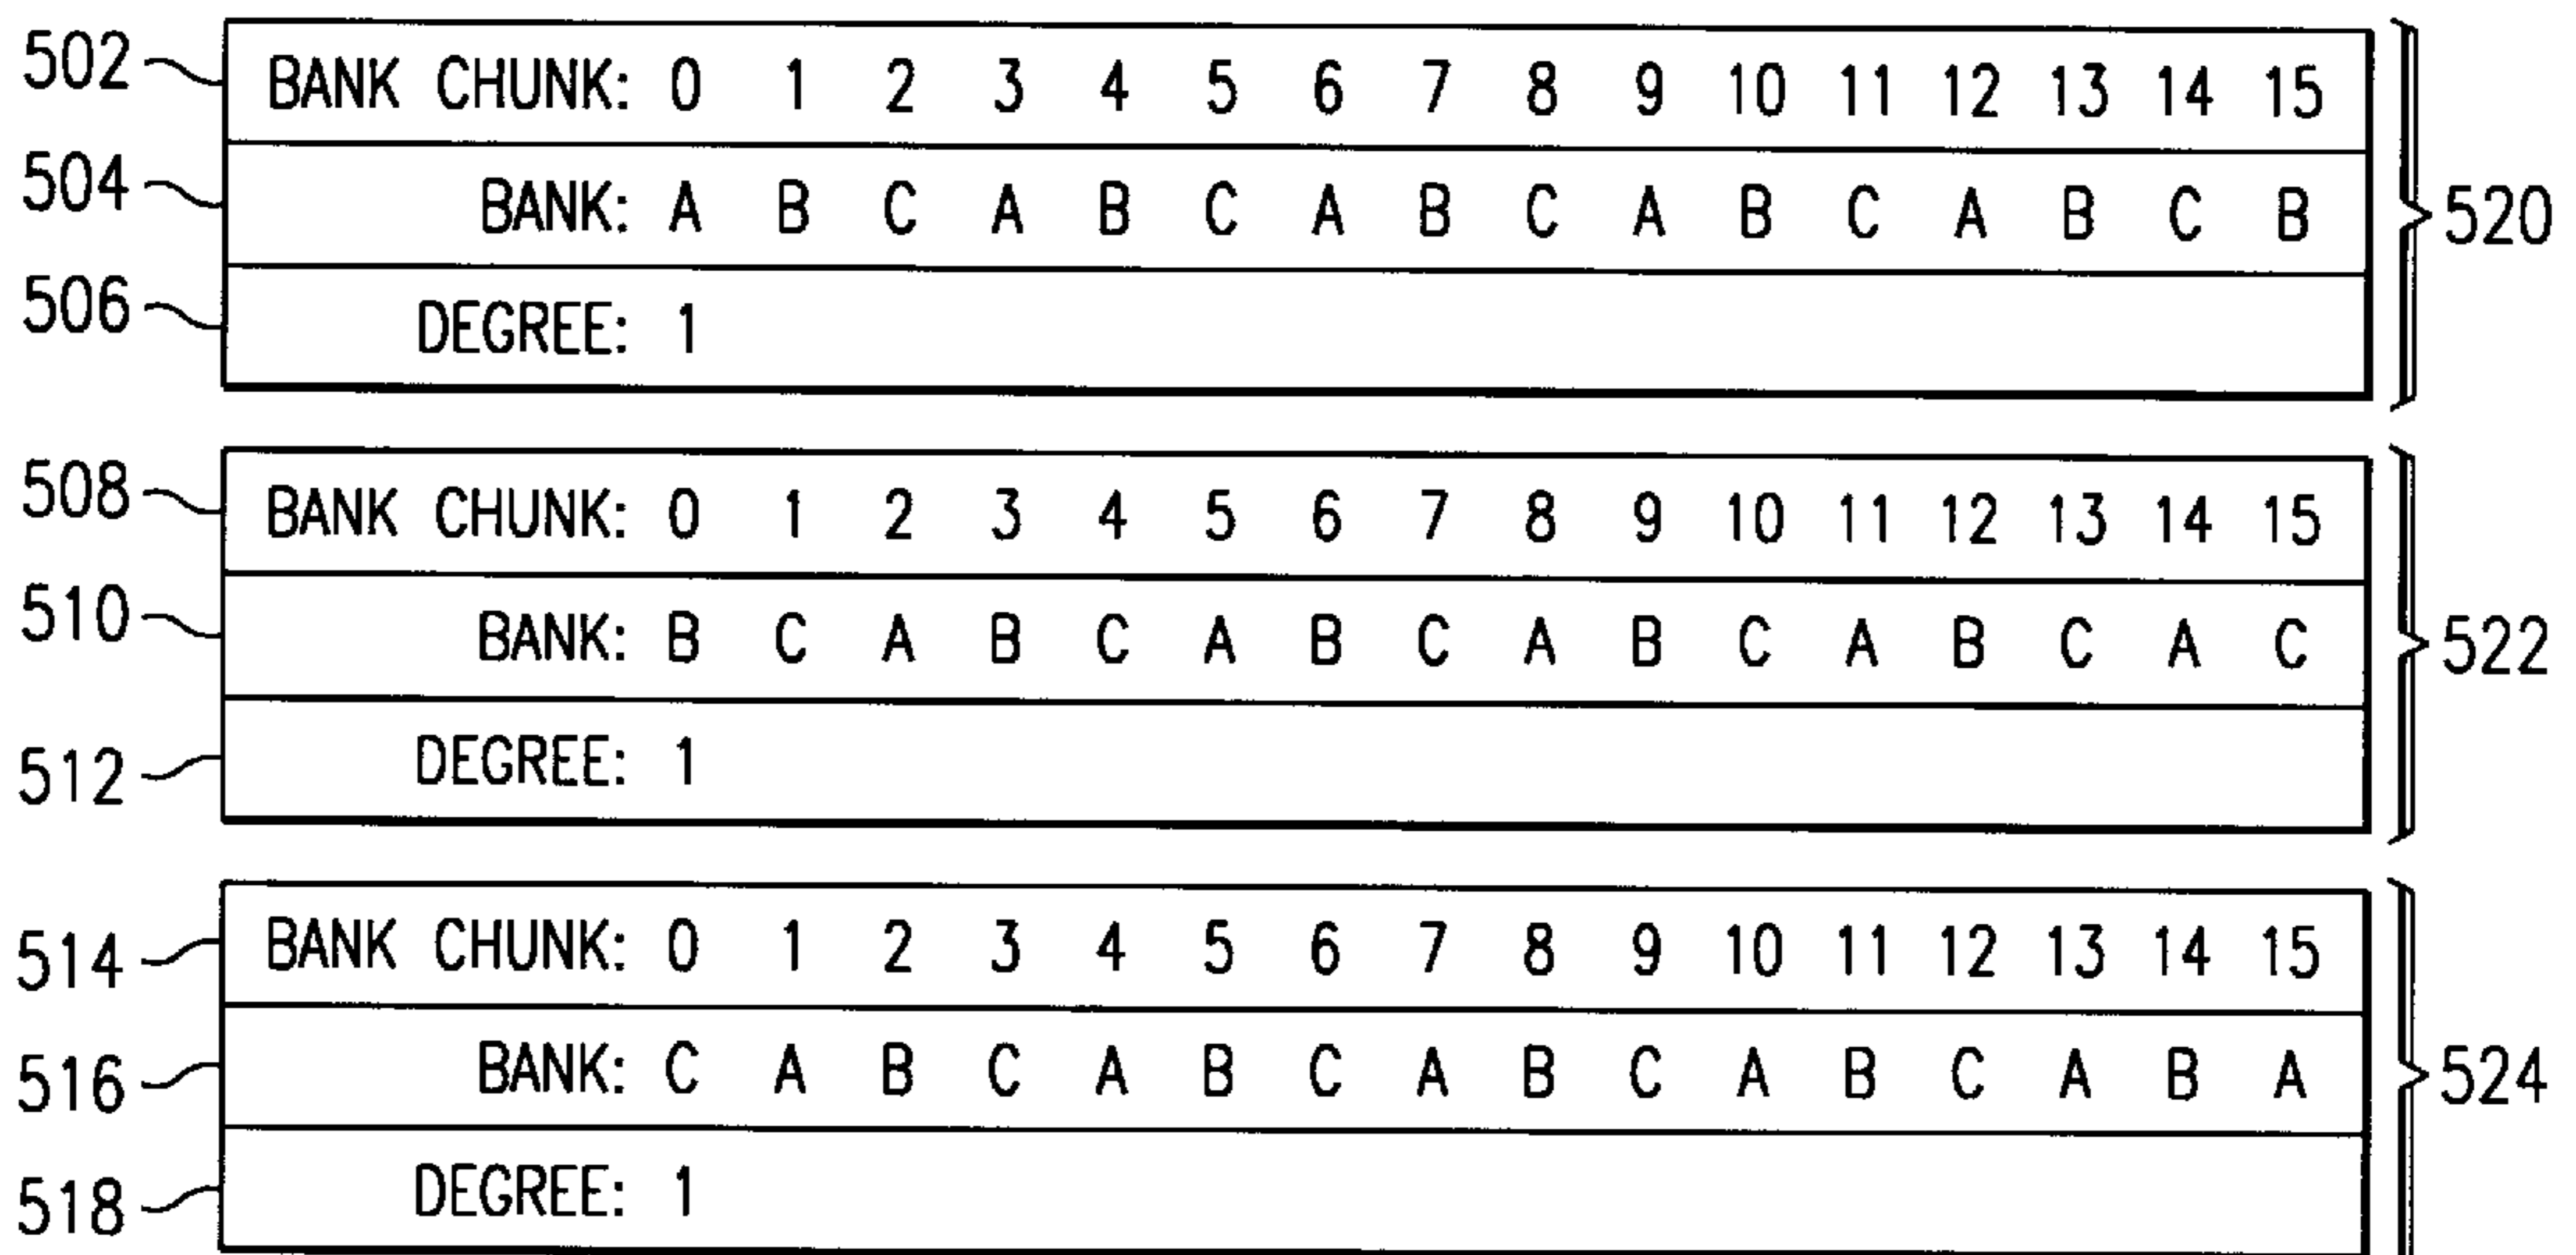 502 BANK CHUNK: 0 1 2 3 4 5 6 7 8 9 10 11 12 13 14 15
504 BANK: A B C A B C A B C A B C A B C B 520
506 DEGREE: 1
508 BANK CHUNK: 0 1 2 3 4 5 6 7 8 9 10 11 12 13 14 15
510 BANK: B C A B C A B C A B C A B C A C 522
512 DEGREE: 1
514 BANK CHUNK: 0 1 2 3 4 5 6 7 8 9 10 11 12 13 14 15
516 BANK: C A B C A B C A B C A B C A B A 524
518 DEGREE: 1